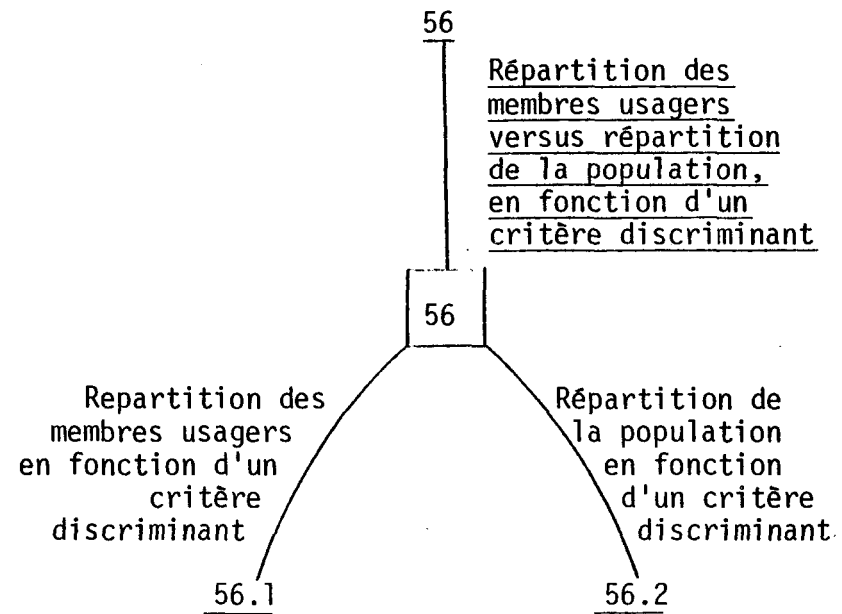 56
Répartition des
membres usagers
versus répartition
de la population,
en fonction d'un
critère discriminant
56
Repartition des
membres usagers
en fonction d'un
critère
discriminant
Répartition de
la population
en fonction
d'un critère
discriminant
56.1
56.2